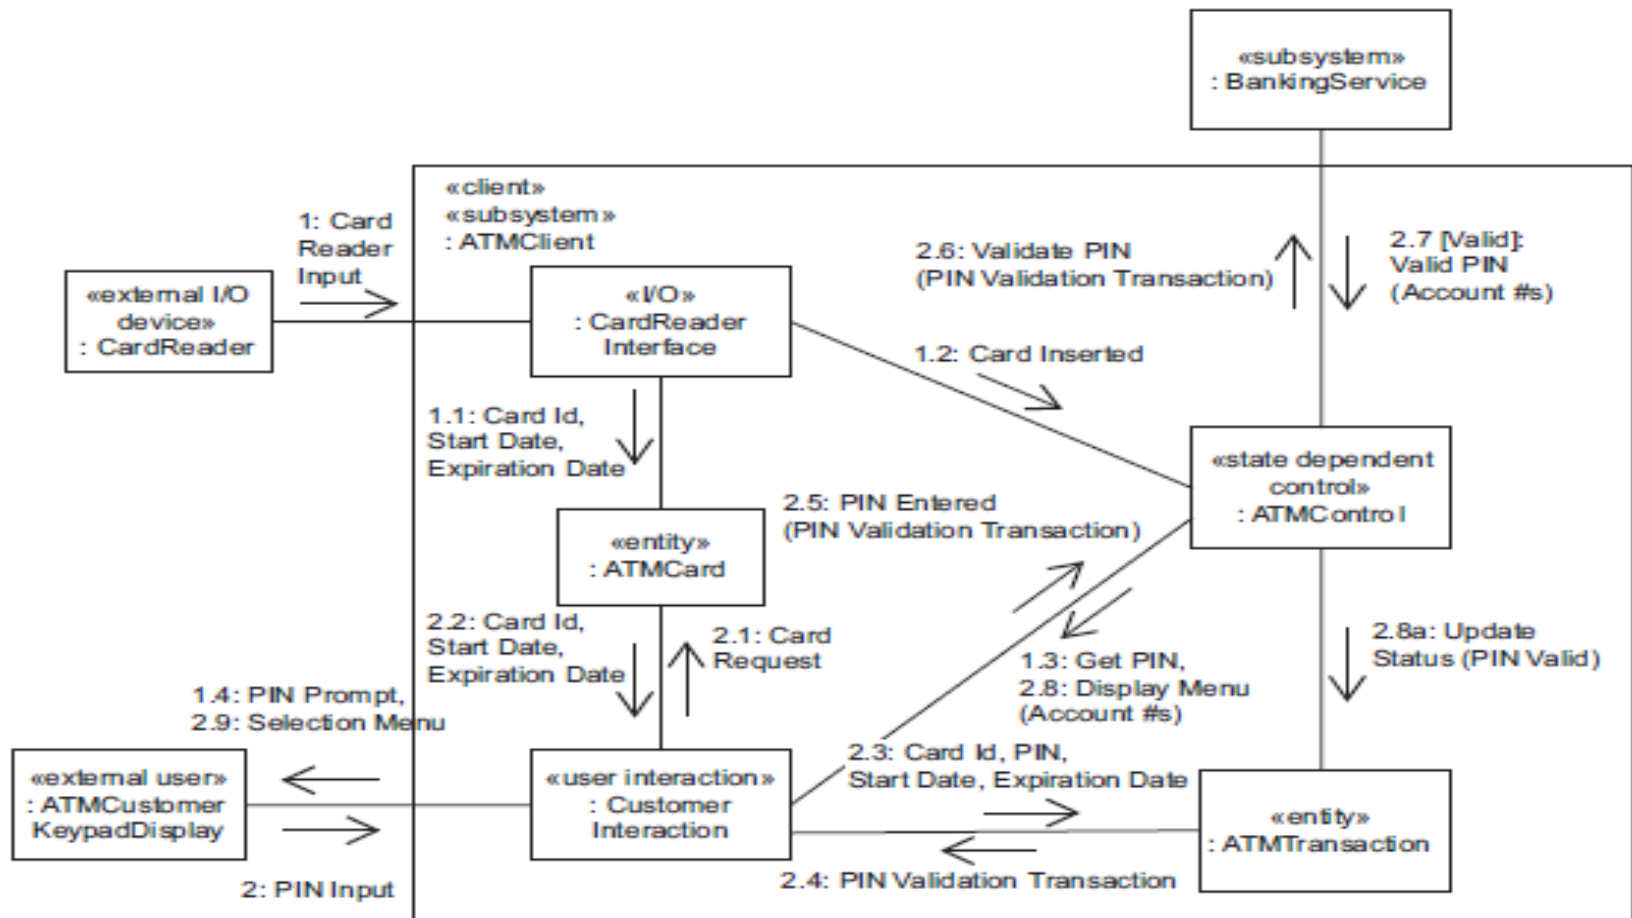 «subsystem»
: BankingService
«client»
«subsystem»
: ATMClient
1: Card
Reader
Input
2.6: Validate PIN
(PIN Validation Transaction)
2.7 [Valid]:
Valid PIN
(Account #s)
«external I/O
device»
: CardReader
«I/O»
: CardReader
Interface
1.2: Card Inserted
1.1: Card Id,
Start Date,
Expiration Date
«state dependent
control»
: ATMControl
2.5: PIN Entered
(PIN Validation Transaction)
«entity»
: ATMCard
2.2: Card Id,
Start Date,
Expiration Date
2.1: Card
Request
1.3: Get PIN,
2.8: Display Menu
(Account #s)
2.8a: Update
Status (PIN Valid)
1.4: PIN Prompt,
2.9: Selection Menu
2.3: Card Id, PIN,
Start Date, Expiration Date
«external user»
: ATMCustomer
KeypadDisplay
«user interaction»
: Customer
Interaction
«entity»
: ATMTransaction
2: PIN Input
2.4: PIN Validation Transaction